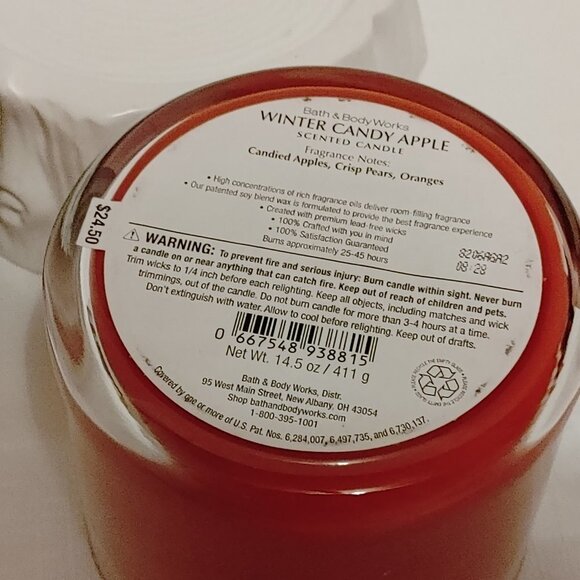 Bath & Body Works
WINTER CANDY APPLE
SCENTED CANDLE
Fragrance Notes:
Candied Apples, Crisp Pears, Oranges
• High concentrations of rich fragrance oils deliver room-filling fragrance
• Our patented soy blend wax is formulated to provide the best fragrance experience
• Created with premium lead-free wicks
• 100% Crafted with you in mind
• 100% Satisfaction Guaranteed
Burns approximately 25-45 hours
08:28
$24.50
WARNING: To prevent fire and serious injury: Burn candle within sight. Never burn
a candle on or near anything that can catch fire. Keep out of reach of children and pets.
Trim wicks to 1/4 inch before each relighting. Keep all objects, including matches and wick
trimmings, out of the candle. Do not burn candle for more than 3-4 hours at a time.
Don't extinguish with water. Allow to cool before relighting. Keep out of drafts.
0 667548 938815
Net Wt. 14.5 oz / 411 g
Bath & Body Works, Distr.
95 West Main Street, New Albany, OH 43054
Shop bathandbodyworks.com
1-800-395-1001
Covered by one or more of U.S. Pat. Nos. 6,284,007, 6,497,735, and 6,730,137.